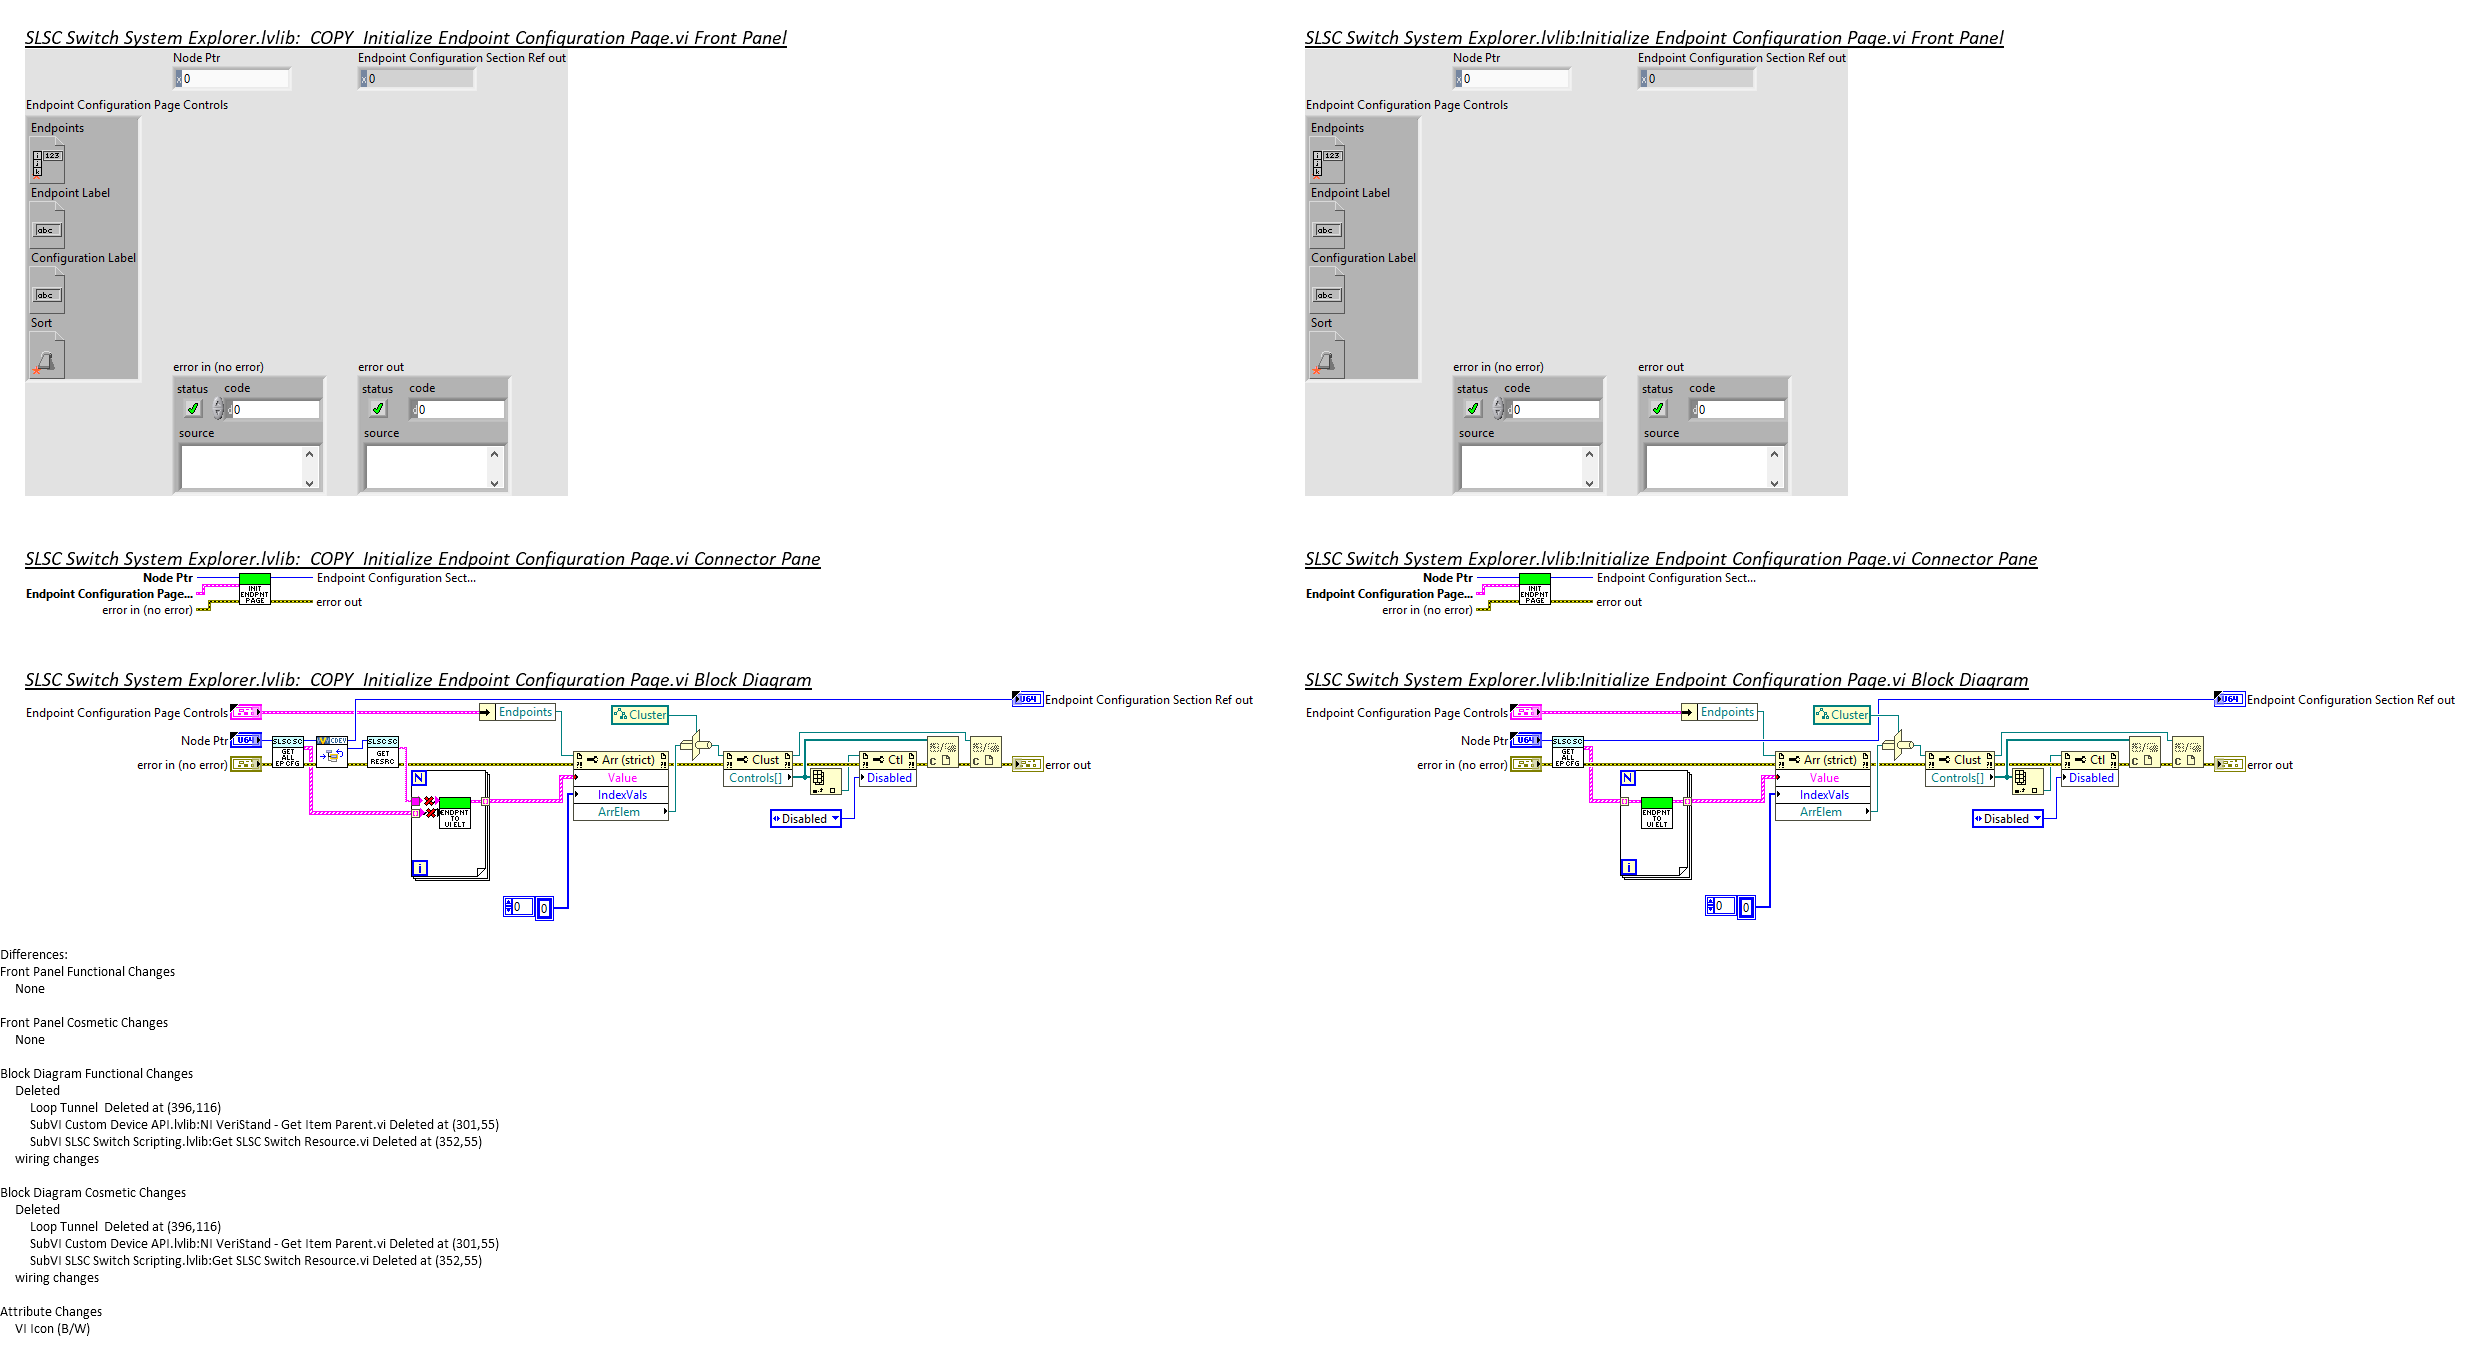 SLSC Switch System Explorer.lvlib:  COPY  Initialize Endpoint Configuration Page.vi Front Panel
Node Ptr
Endpoint Configuration Section Ref out
x 0
x 0
Endpoint Configuration Page Controls
Endpoints
123
i
j
k
Endpoint Label
abc
Configuration Label
abc
Sort
error in (no error)
error out
status
code
status
code
d 0
d 0
source
source
SLSC Switch System Explorer.lvlib:Initialize Endpoint Configuration Page.vi Front Panel
Node Ptr
Endpoint Configuration Section Ref out
x 0
x 0
Endpoint Configuration Page Controls
Endpoints
123
i
j
k
Endpoint Label
abc
Configuration Label
abc
Sort
error in (no error)
error out
status
code
status
code
d 0
d 0
source
source
SLSC Switch System Explorer.lvlib:  COPY  Initialize Endpoint Configuration Page.vi Connector Pane
Node Ptr
Endpoint Configuration Sect...
Endpoint Configuration Page...
INIT
ENDPNT
PAGE
error in (no error)
error out
SLSC Switch System Explorer.lvlib:Initialize Endpoint Configuration Page.vi Connector Pane
Node Ptr
Endpoint Configuration Sect...
Endpoint Configuration Page...
INIT
ENDPNT
PAGE
error in (no error)
error out
SLSC Switch System Explorer.lvlib:  COPY  Initialize Endpoint Configuration Page.vi Block Diagram
U64
Endpoint Configuration Section Ref out
Endpoint Configuration Page Controls
Endpoints
Cluster
Node Ptr
U64
SLSC SC
GET
ALL
EP CFG
CDEV
SLSC SC
GET
RESRC
error in (no error)
Arr (strict)
Value
IndexVals
ArrElem
Clust
Controls[]
Ctl
Disabled
C
C
error out
N
ENDPNT
TO
VI ELT
Disabled
i
0
0
SLSC Switch System Explorer.lvlib:Initialize Endpoint Configuration Page.vi Block Diagram
U64
Endpoint Configuration Section Ref out
Endpoint Configuration Page Controls
Endpoints
Cluster
Node Ptr
U64
SLSC SC
GET
ALL
EP CFG
error in (no error)
Arr (strict)
Value
IndexVals
ArrElem
Clust
Controls[]
Ctl
Disabled
C
C
error out
N
ENDPNT
TO
VI ELT
Disabled
i
0
0
Differences:
Front Panel Functional Changes
None
Front Panel Cosmetic Changes
None
Block Diagram Functional Changes
Deleted
Loop Tunnel  Deleted at (396,116)
SubVI Custom Device API.lvlib:NI VeriStand - Get Item Parent.vi Deleted at (301,55)
SubVI SLSC Switch Scripting.lvlib:Get SLSC Switch Resource.vi Deleted at (352,55)
wiring changes
Block Diagram Cosmetic Changes
Deleted
Loop Tunnel  Deleted at (396,116)
SubVI Custom Device API.lvlib:NI VeriStand - Get Item Parent.vi Deleted at (301,55)
SubVI SLSC Switch Scripting.lvlib:Get SLSC Switch Resource.vi Deleted at (352,55)
wiring changes
Attribute Changes
VI Icon (B/W)